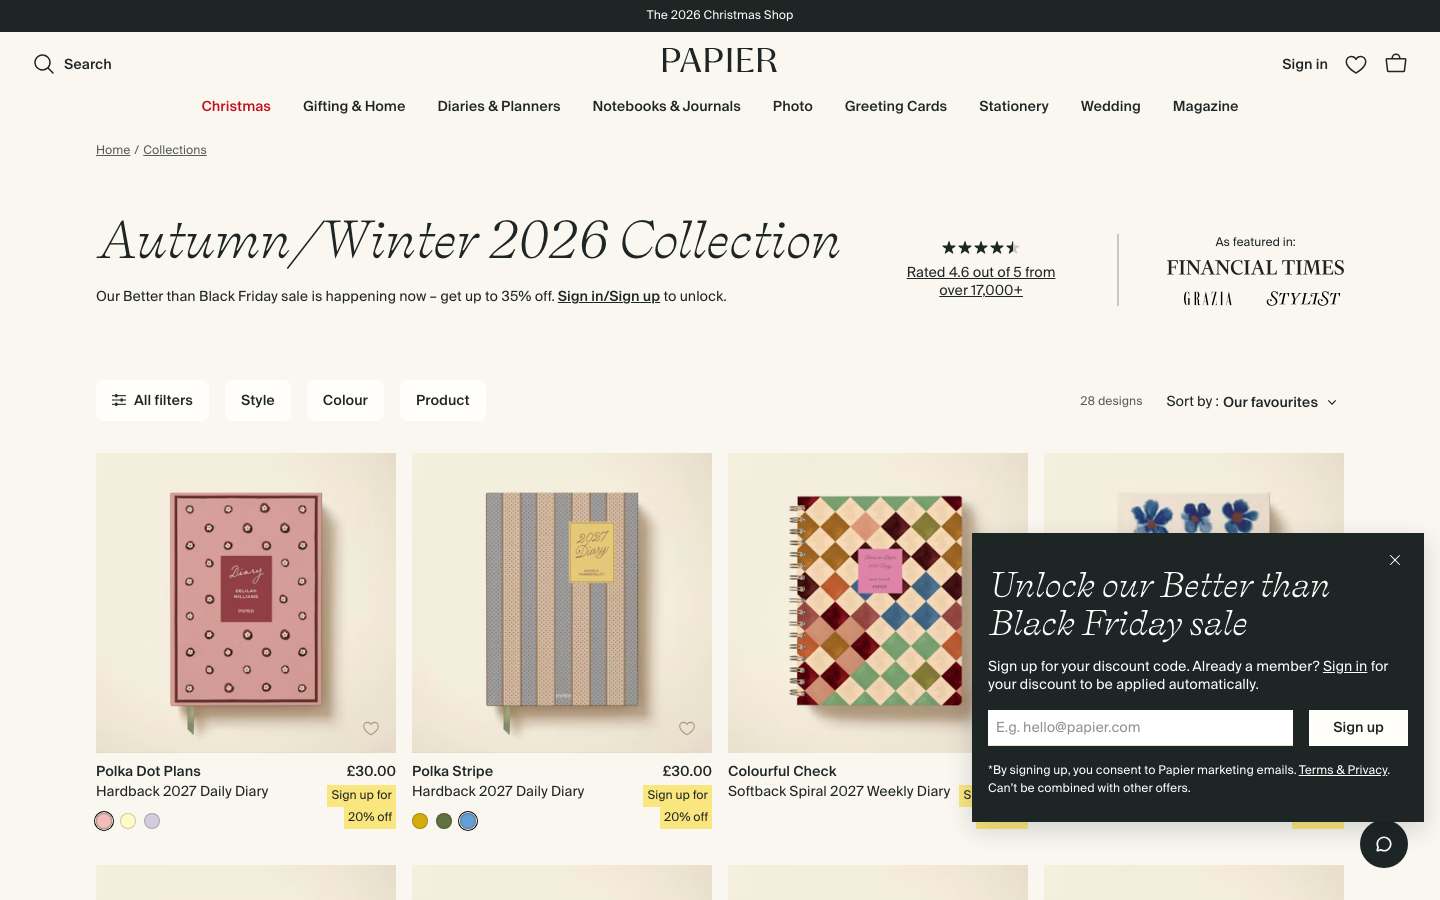 The 2026 Christmas Shop
Search
PAPIER
Sign in
Christmas
Gifting & Home
Diaries & Planners
Notebooks & Journals
Photo
Greeting Cards
Stationery
Wedding
Magazine
Home / Collections
Autumn/Winter 2026 Collection
Our Better than Black Friday sale is happening now – get up to 35% off. Sign in/Sign up to unlock.
Rated 4.6 out of 5 from
over 17,000+
As featured in:
FINANCIAL TIMES
GRAZIA
STYLIST
All filters
Style
Colour
Product
28 designs
Sort by : Our favourites
Diary
DELILAH
WILLIAMS
PAPIER
2027
Diary
PAPIER
PAPIER
Polka Dot Plans
£30.00
Hardback 2027 Daily Diary
Sign up for
20% off
Polka Stripe
£30.00
Hardback 2027 Daily Diary
Sign up for
20% off
Colourful Check
Softback Spiral 2027 Weekly Diary
Unlock our Better than
Black Friday sale
Sign up for your discount code. Already a member? Sign in for
your discount to be applied automatically.
E.g. hello@papier.com
Sign up
*By signing up, you consent to Papier marketing emails. Terms & Privacy.
Can't be combined with other offers.